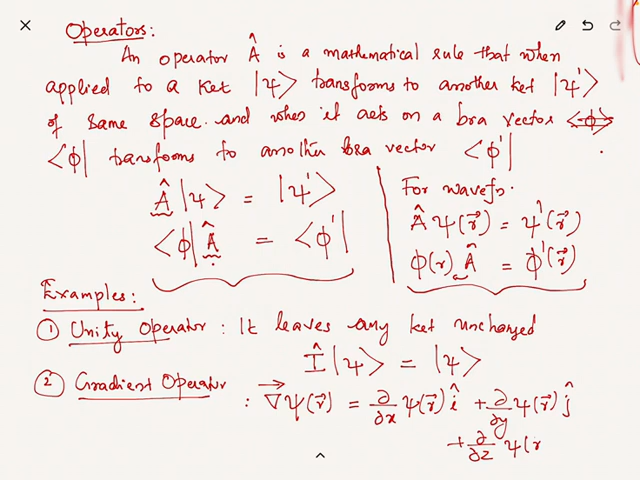 Operators:
An operator Â is a mathematical rule that when
applied to a ket |ψ> transforms to another ket |ψ'>
of same space. and when it acts on a bra vector <ϕ>
<ϕ| transforms to another bra vector <ϕ'|
Â |ψ> = |ψ'>
<ϕ| Â = <ϕ'|
For wavefn.
Â ψ(r⃗) = ψ'(r⃗)
ϕ(r) Â = ϕ'(r⃗)
Examples:
① Unity Operator : It leaves any ket unchanged
Î |ψ> = |ψ>
② Gradient Operator : ∇⃗ ψ(r⃗) = ∂/∂x ψ(r⃗) î + ∂/∂y ψ(r⃗) ĵ
+ ∂/∂z ψ(r